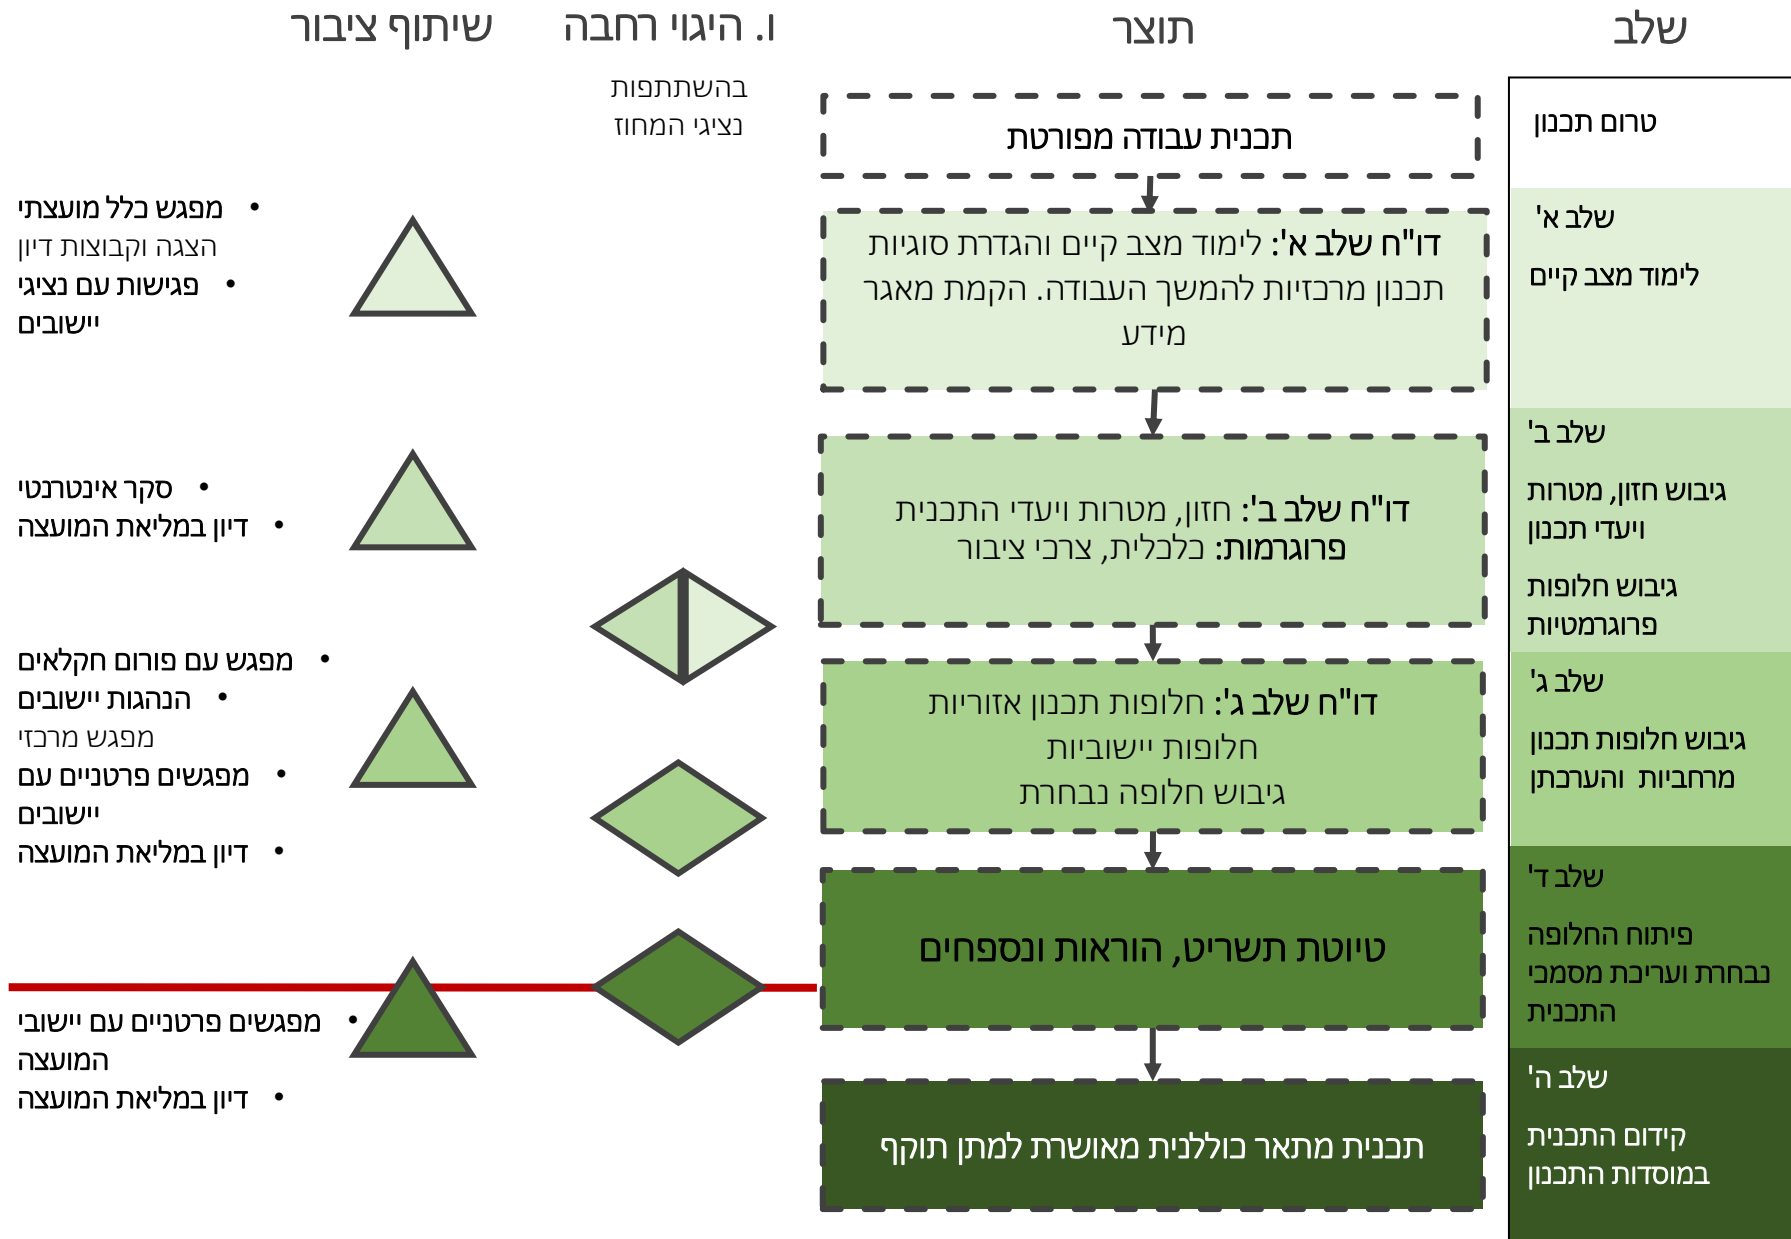 שלב
תוצר
ו. היגוי רחבה
שיתוף ציבור
בהשתתפות
נציגי המחוז
טרום תכנון
תכנית עבודה מפורטת
שלב א'
לימוד מצב קיים
דו"ח שלב א': לימוד מצב קיים והגדרת סוגיות
תכנון מרכזיות להמשך העבודה. הקמת מאגר
מידע
• מפגש כלל מועצתי
הצגה וקבוצות דיון
• פגישות עם נציגי
יישובים
שלב ב'
גיבוש חזון, מטרות
ויעדי תכנון
גיבוש חלופות
פרוגרמטיות
דו"ח שלב ב': חזון, מטרות ויעדי התכנית
פרוגרמות: כלכלית, צרכי ציבור
• סקר אינטרנטי
• דיון במליאת המועצה
שלב ג'
גיבוש חלופות תכנון
מרחביות והערכתן
דו"ח שלב ג': חלופות תכנון אזוריות
חלופות יישוביות
גיבוש חלופה נבחרת
• מפגש עם פורום חקלאים
• הנהגות יישובים
מפגש מרכזי
• מפגשים פרטניים עם
יישובים
• דיון במליאת המועצה
שלב ד'
פיתוח החלופה
נבחרת ועריכת מסמכי
התכנית
טיוטת תשריט, הוראות ונספחים
• מפגשים פרטניים עם יישובי
המועצה
• דיון במליאת המועצה
שלב ה'
קידום התכנית
במוסדות התכנון
תכנית מתאר כוללנית מאושרת למתן תוקף